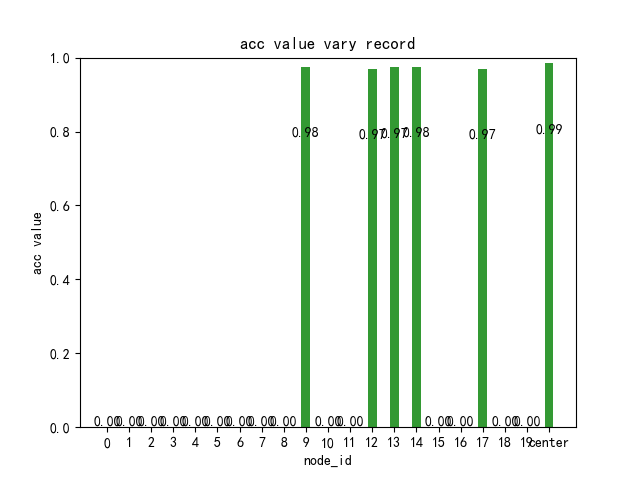 acc value vary record
1.0
0.8
0.6
0.4
0.2
0.0
acc value
0.98 0.97 0.97 0.98 0.97 0.99
0.00 0.00 0.00 0.00 0.00 0.00 0.00 0.00 0.00 0.00 0.00 0.00 0.00 0.00 0.00
0 1 2 3 4 5 6 7 8 9 10 11 12 13 14 15 16 17 18 19 center
node_id